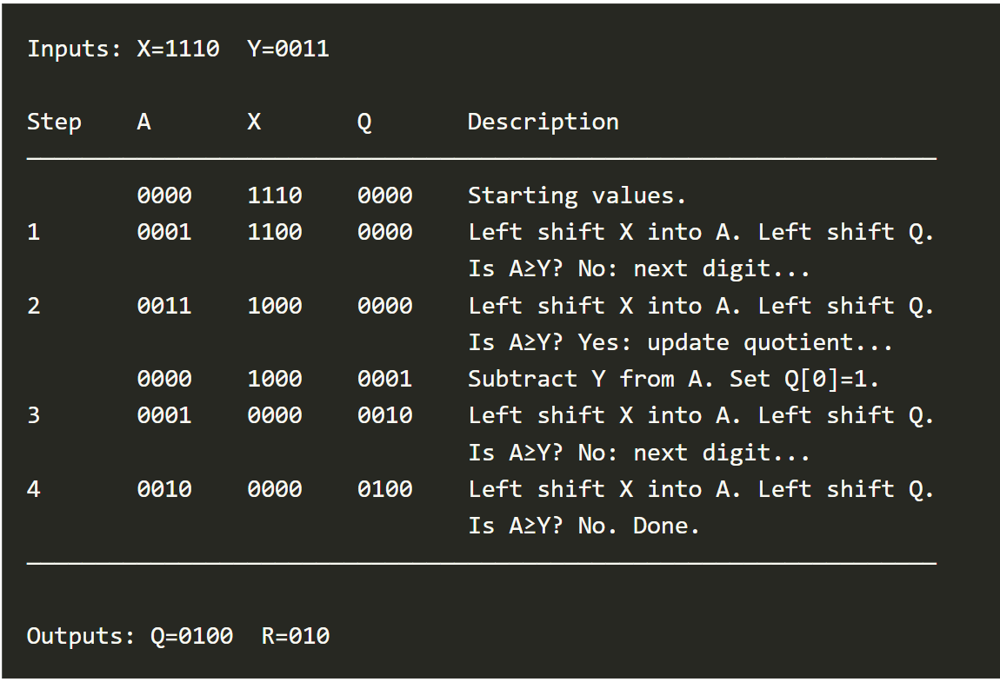 Inputs: X=1110  Y=0011
Step    A       X       Q       Description
        0000    1110    0000    Starting values.
1       0001    1100    0000    Left shift X into A. Left shift Q.
                                Is A≥Y? No: next digit...
2       0011    1000    0000    Left shift X into A. Left shift Q.
                                Is A≥Y? Yes: update quotient...
        0000    1000    0001    Subtract Y from A. Set Q[0]=1.
3       0001    0000    0010    Left shift X into A. Left shift Q.
                                Is A≥Y? No: next digit...
4       0010    0000    0100    Left shift X into A. Left shift Q.
                                Is A≥Y? No. Done.
Outputs: Q=0100  R=010